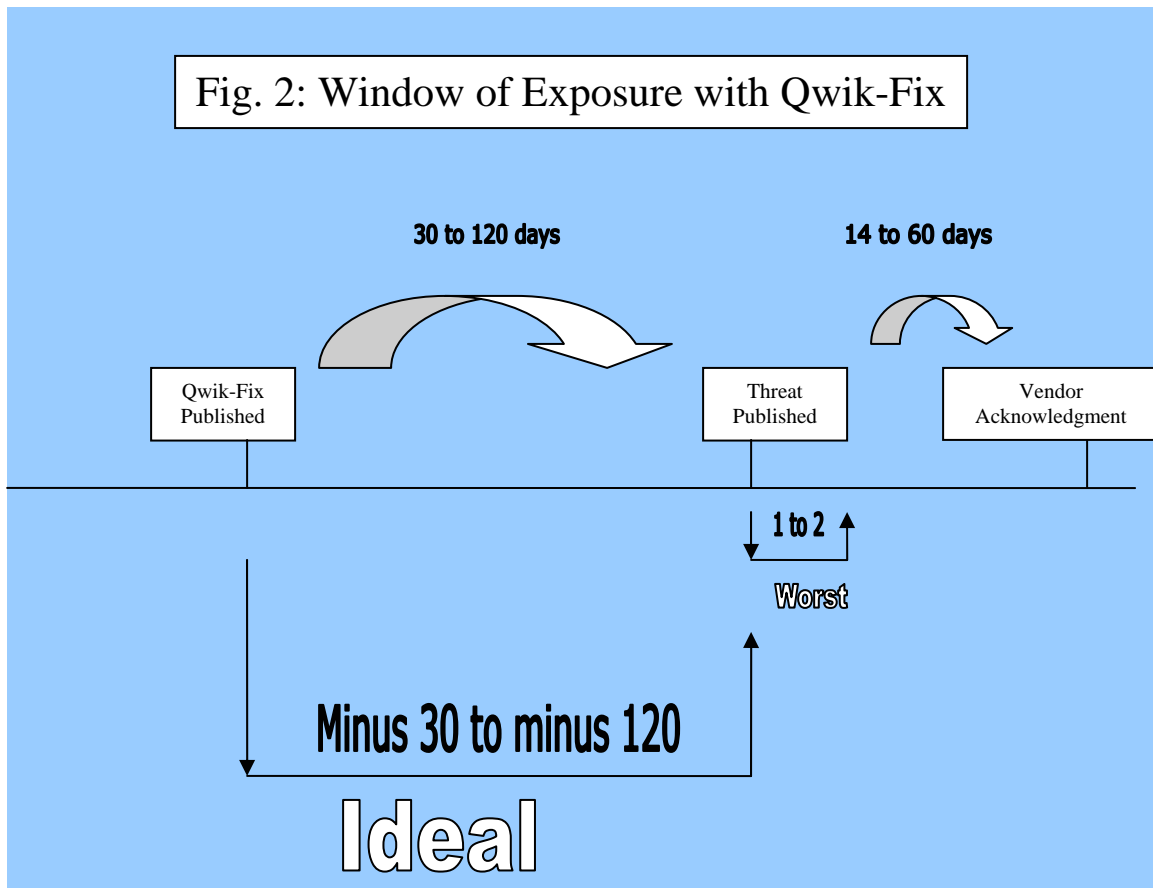 Fig. 2: Window of Exposure with Qwik-Fix
30 to 120 days
14 to 60 days
Qwik-Fix
Published
Threat
Published
Vendor
Acknowledgment
1 to 2
Worst
Minus 30 to minus 120
Ideal